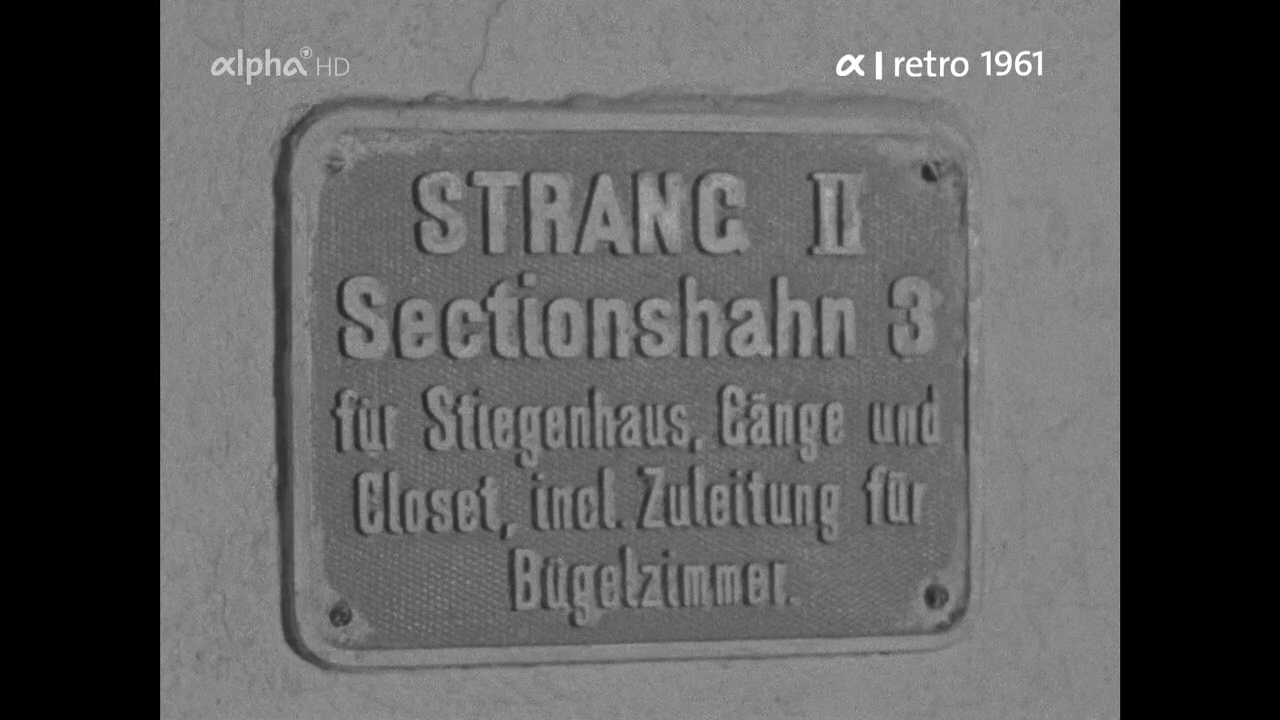 alpha HD
α | retro 1961
STRANG II
Sectionshahn 3
für Stiegenhaus, Gänge und
Closet, incl. Zuleitung für
Bügelzimmer.